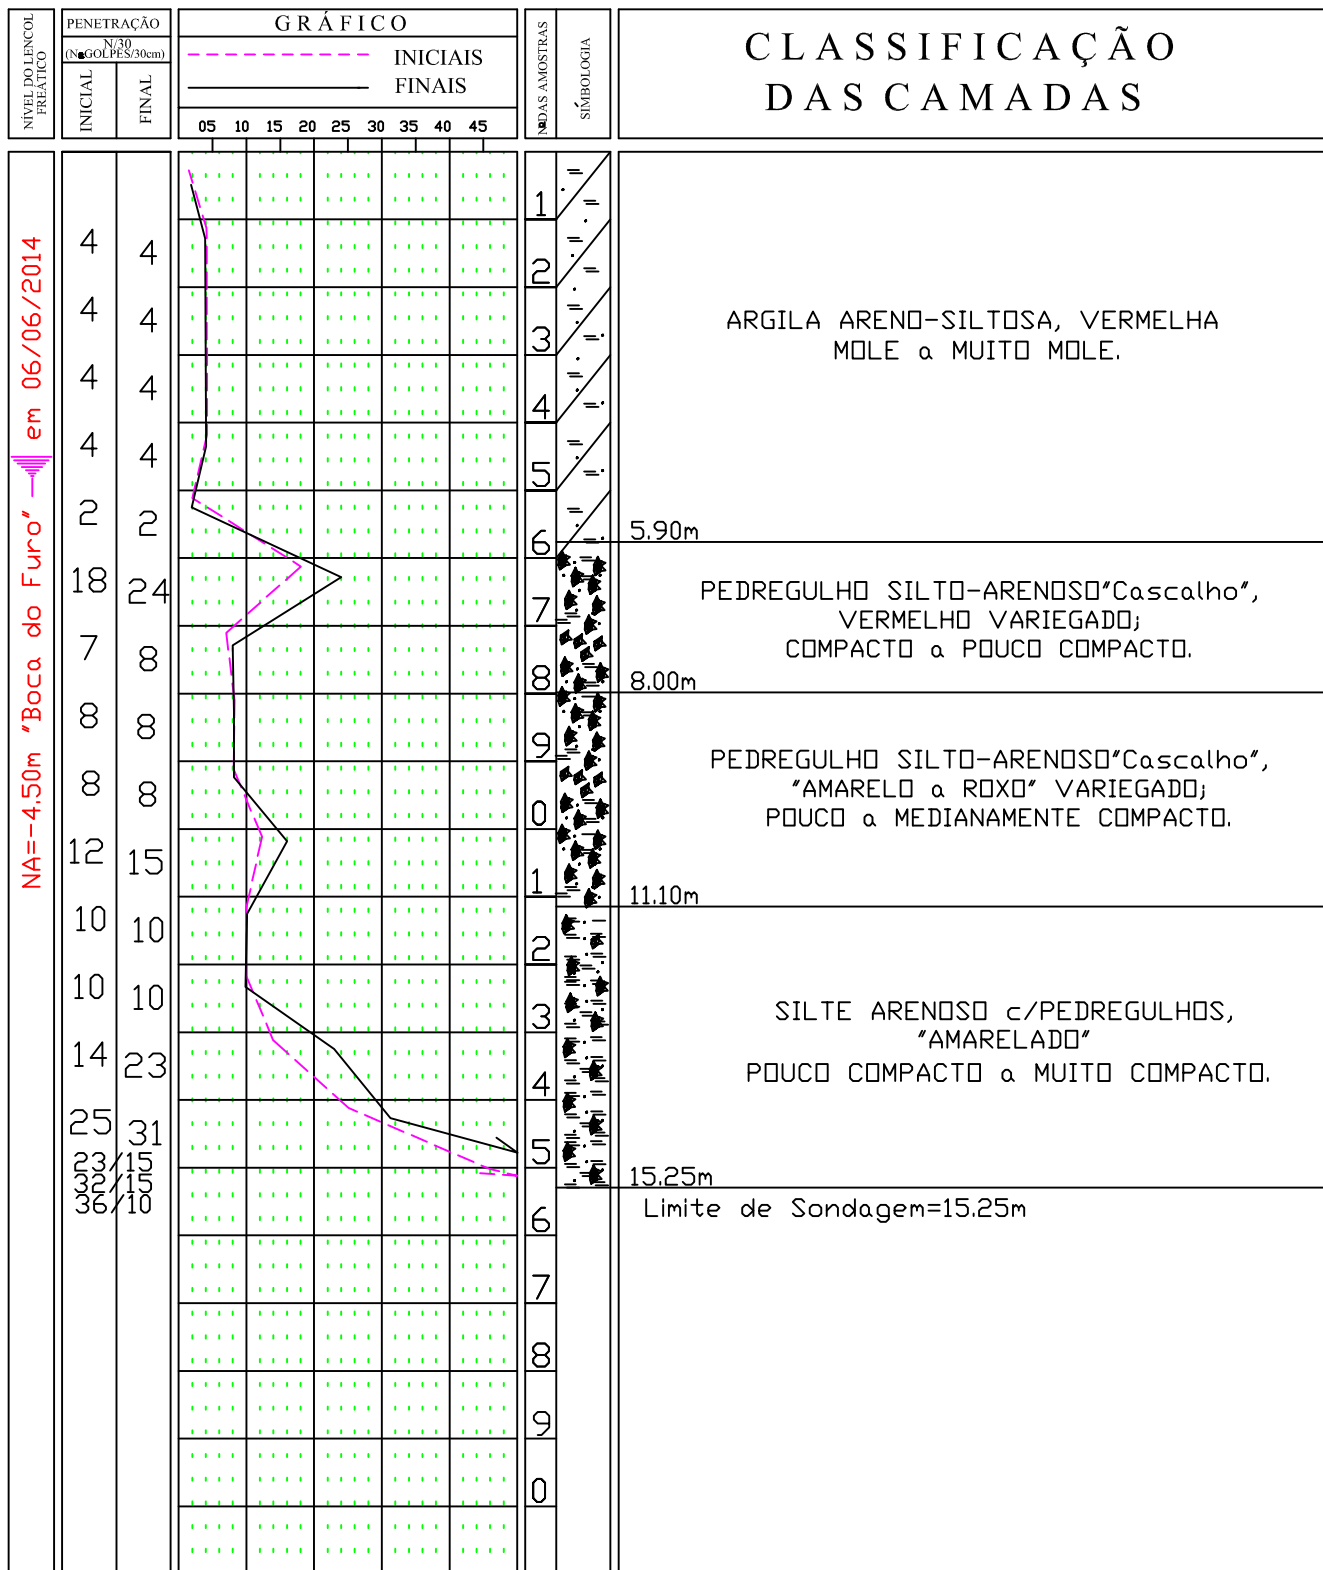 NÍVEL DO LENCOL
FREÁTICO
PENETRAÇÃO
N/30
(NºGOLPES/30cm)
INICIAL
FINAL
GRÁFICO
INICIAIS
FINAIS
05 10 15 20 25 30 35 40 45
NºDAS AMOSTRAS
SÍMBOLOGIA
CLASSIFICAÇÃO
DAS CAMADAS
NA=-4.50m "Boca do Furo" em 06/06/2014
4 4
4 4
4 4
4 4
2 2
18 24
7 8
8 8
8 8
12 15
10 10
10 10
14 23
25 31
23/15
32/15
36/10
1
2
3
4
5
6
7
8
9
0
1
2
3
4
5
6
7
8
9
0
ARGILA ARENO-SILTOSA, VERMELHA
MOLE a MUITO MOLE.
5.90m
PEDREGULHO SILTO-ARENOSO"Cascalho",
VERMELHO VARIEGADO;
COMPACTO a POUCO COMPACTO.
8.00m
PEDREGULHO SILTO-ARENOSO"Cascalho",
"AMARELO a ROXO" VARIEGADO;
POUCO a MEDIANAMENTE COMPACTO.
11.10m
SILTE ARENOSO c/PEDREGULHOS,
"AMARELADO"
POUCO COMPACTO a MUITO COMPACTO.
15.25m
Limite de Sondagem=15.25m